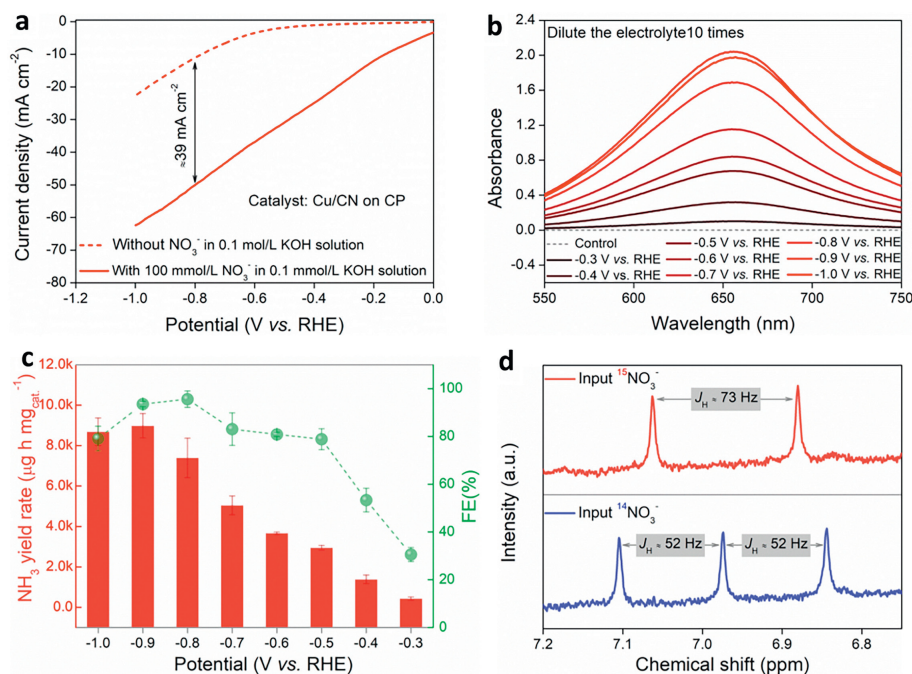 a
Current density (mA cm⁻²)
0
-10
-20
-30
-40
-50
-60
-70
-80
≈39 mA cm⁻²
Catalyst: Cu/CN on CP
Without NO₃⁻ in 0.1 mol/L KOH solution
With 100 mmol/L NO₃⁻ in 0.1 mmol/L KOH solution
-1.2 -1.0 -0.8 -0.6 -0.4 -0.2 0.0
Potential (V vs. RHE)
b
Dilute the electrolyte10 times
Absorbance
2.4
2.0
1.6
1.2
0.8
0.4
0.0
-0.4
Control -0.5 V vs. RHE -0.8 V vs. RHE
-0.3 V vs. RHE -0.6 V vs. RHE -0.9 V vs. RHE
-0.4 V vs. RHE -0.7 V vs. RHE -1.0 V vs. RHE
550 600 650 700 750
Wavelength (nm)
c
NH₃ yield rate (μg h mg_cat.⁻¹)
12.0k
10.0k
8.0k
6.0k
4.0k
2.0k
0.0
100
80
60
40
20
0
FE(%)
-1.0 -0.9 -0.8 -0.7 -0.6 -0.5 -0.4 -0.3
Potential (V vs. RHE)
d
Intensity (a.u.)
Input ¹⁵NO₃⁻
J_H ≈ 73 Hz
Input ¹⁴NO₃⁻
J_H ≈ 52 Hz J_H ≈ 52 Hz
7.2 7.1 7.0 6.9 6.8
Chemical shift (ppm)